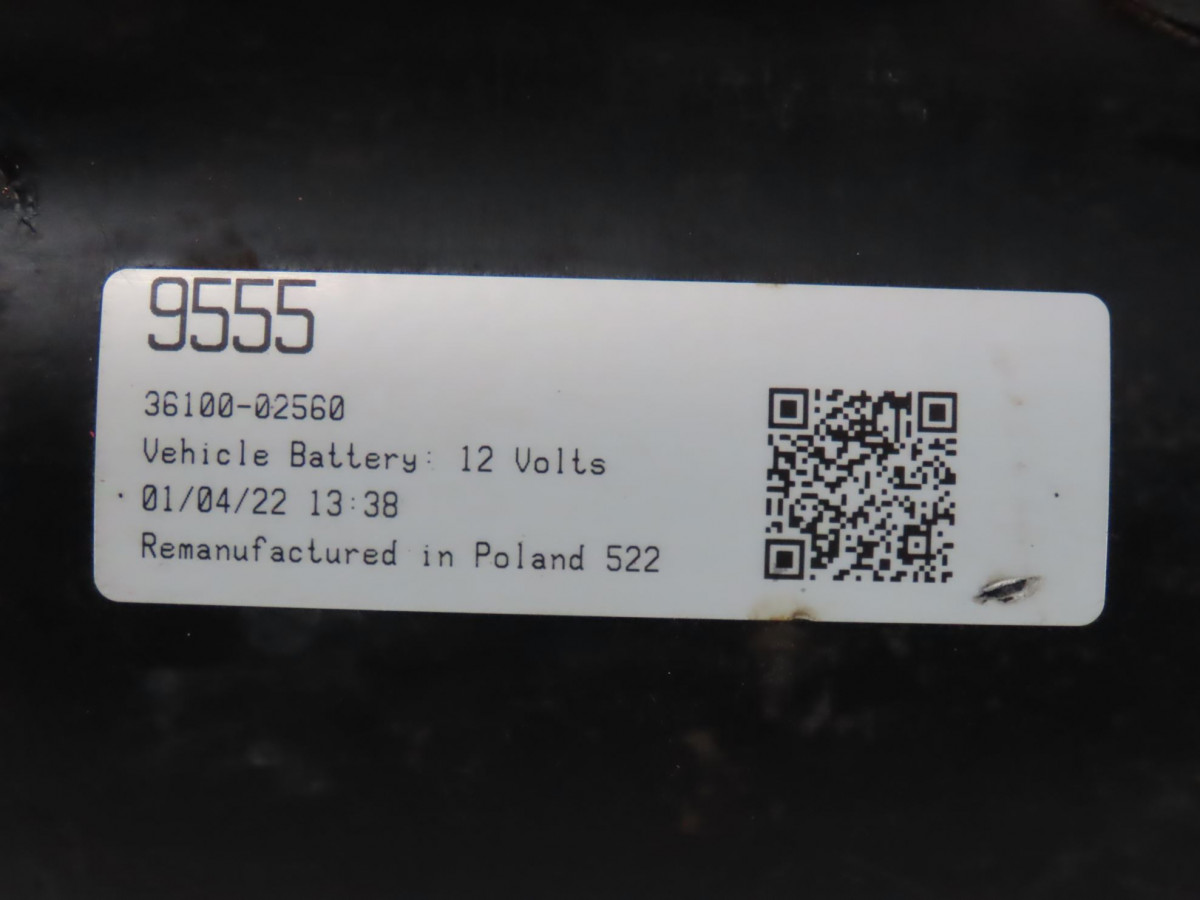 9555
36100-02560
Vehicle Battery: 12 Volts
01/04/22 13:38
Remanufactured in Poland 522